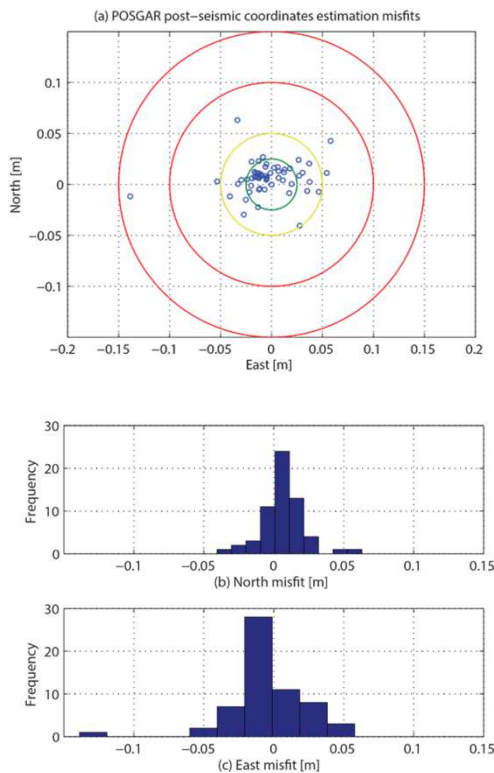 (a) POSGAR post−seismic coordinates estimation misfits
0.15
0.1
0.05
0
−0.05
−0.1
North [m]
−0.2 −0.15 −0.1 −0.05 0 0.05 0.1 0.15 0.2
East [m]
30
20
10
0
Frequency
−0.1 −0.05 0 0.05 0.1 0.15
(b) North misfit [m]
30
20
10
0
Frequency
−0.1 −0.05 0 0.05 0.1 0.15
(c) East misfit [m]